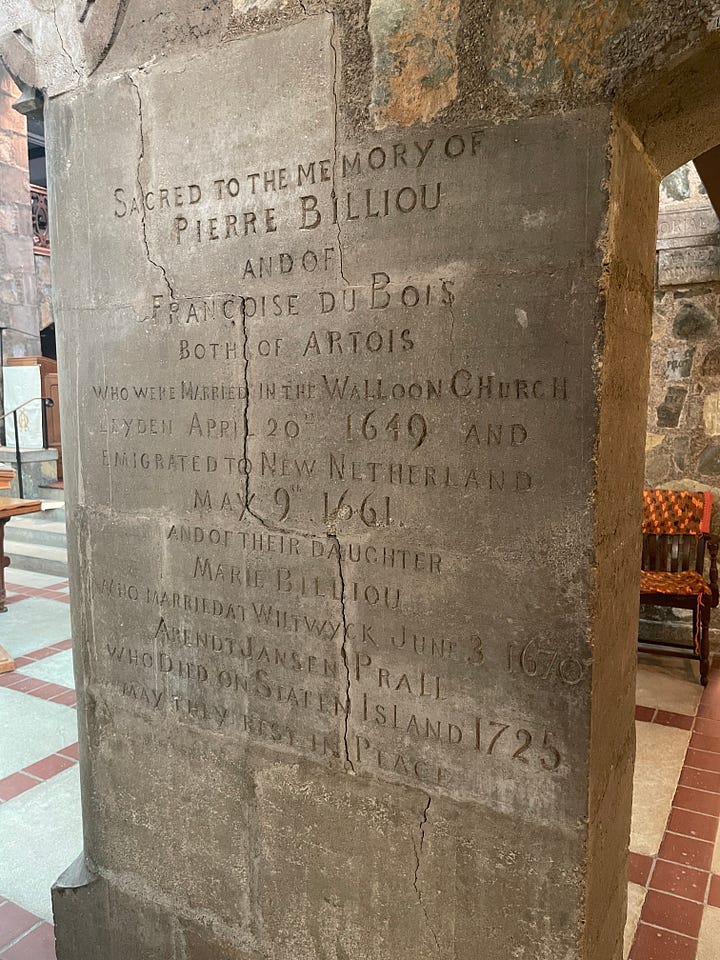 SACRED TO THE MEMORY OF
PIERRE BILLIOU
AND OF
FRANÇOISE DU BOIS
BOTH OF ARTOIS
WHO WERE MARRIED IN THE WALLOON CHURCH
LEYDEN APRIL 20TH 1649 AND
EMIGRATED TO NEW NETHERLAND
MAY 9TH 1661.
AND OF THEIR DAUGHTER
MARIE BILLIOU
WHO MARRIED AT WILTWYCK JUNE 3 1670
ARENDT JANSEN PRALL
WHO DIED ON STATEN ISLAND 1725
MAY THEY REST IN PEACE